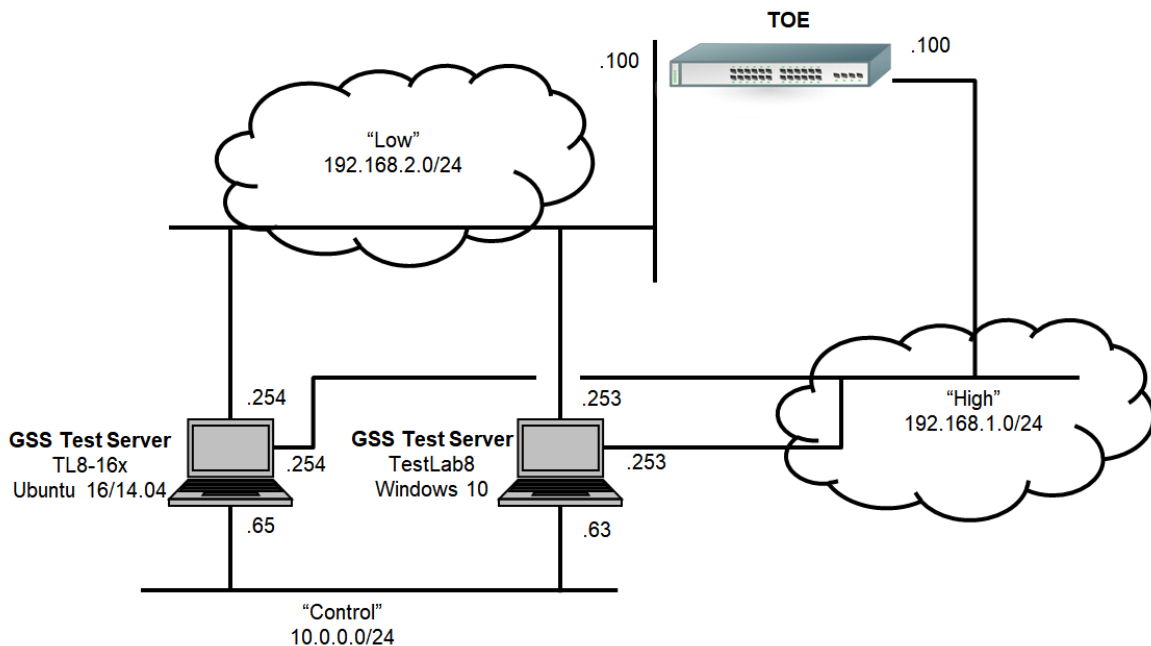 TOE
.100
.100
“Low”
192.168.2.0/24
.254
.253
“High”
192.168.1.0/24
GSS Test Server
TL8-16x
Ubuntu 16/14.04
.254
GSS Test Server
TestLab8
Windows 10
.253
.65
.63
“Control”
10.0.0.0/24